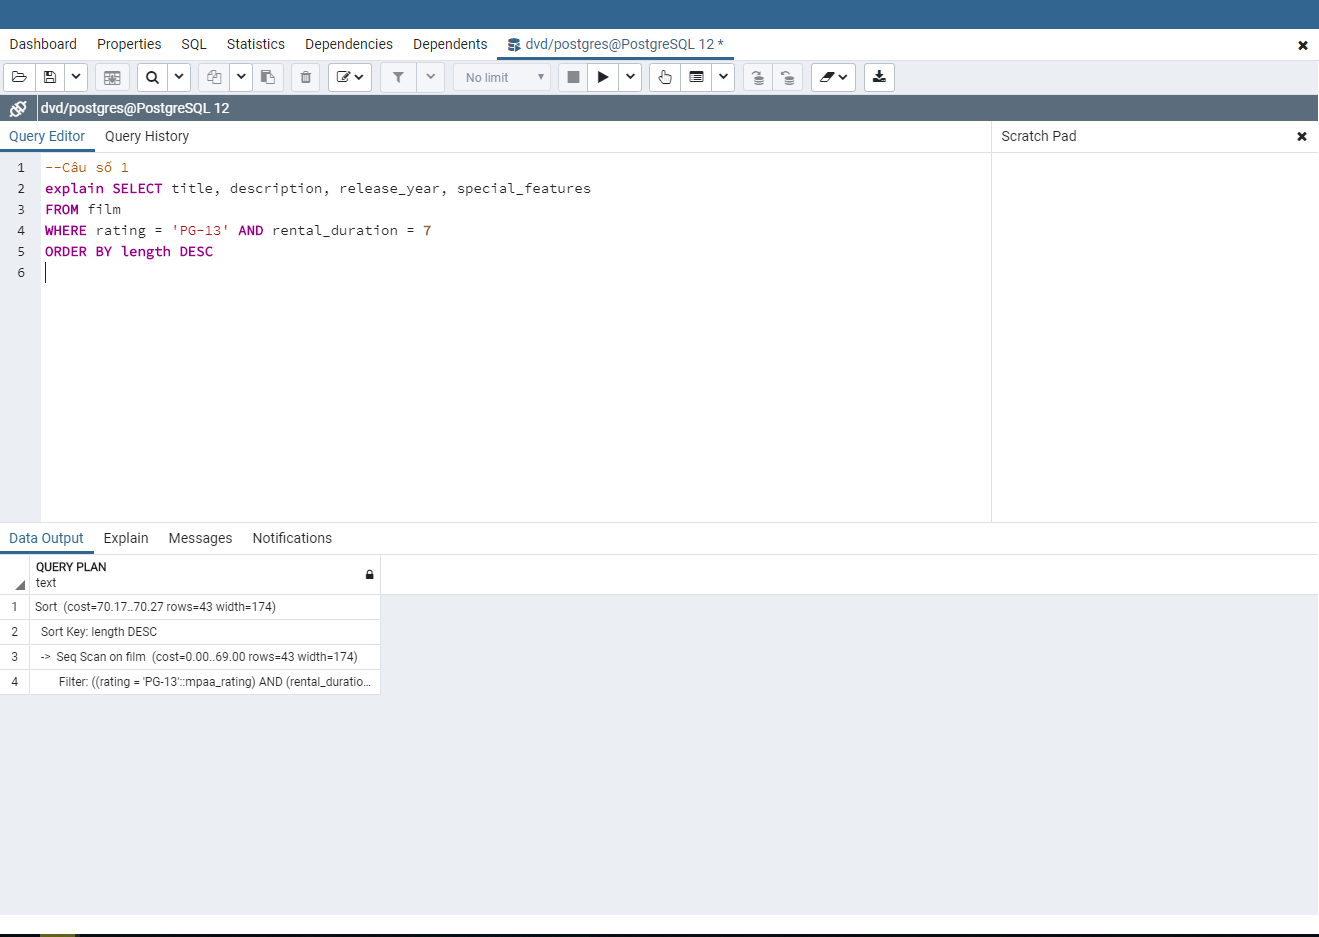 Dashboard Properties SQL Statistics Dependencies Dependents dvd/postgres@PostgreSQL 12 *
No limit
dvd/postgres@PostgreSQL 12
Query Editor Query History Scratch Pad
1 --Câu số 1
2 explain SELECT title, description, release_year, special_features
3 FROM film
4 WHERE rating = 'PG-13' AND rental_duration = 7
5 ORDER BY length DESC
6
Data Output Explain Messages Notifications
QUERY PLAN
text
1 Sort (cost=70.17..70.27 rows=43 width=174)
2 Sort Key: length DESC
3 -> Seq Scan on film (cost=0.00..69.00 rows=43 width=174)
4 Filter: ((rating = 'PG-13'::mpaa_rating) AND (rental_duratio...